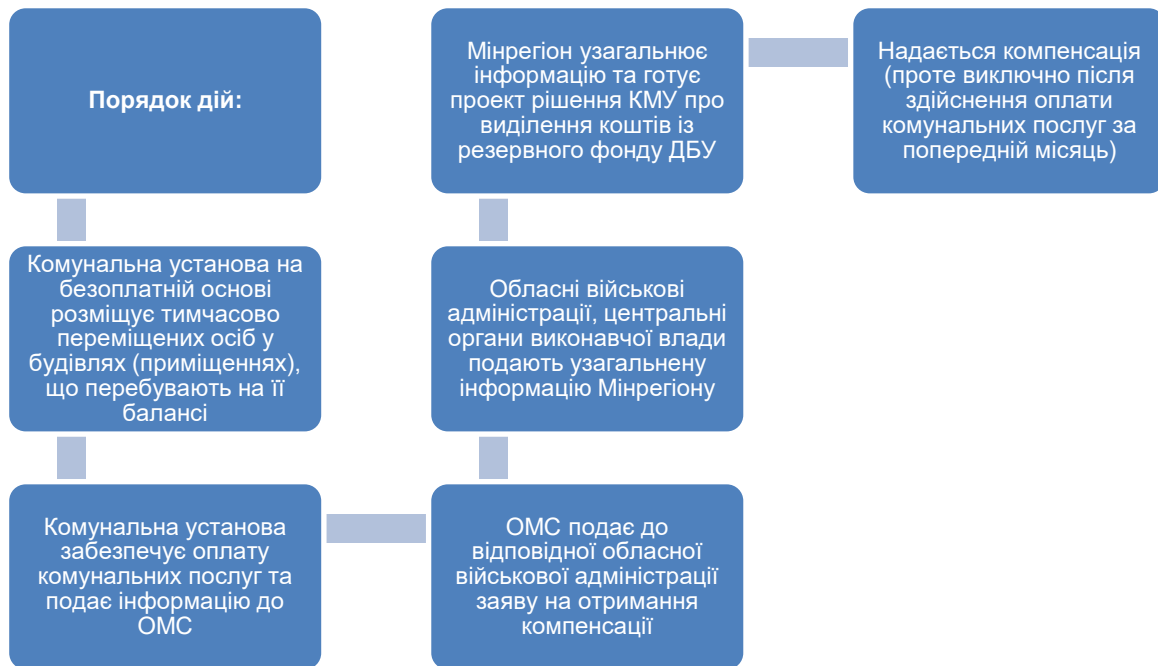 Порядок дій:
Комунальна установа на
безоплатній основі
розміщує тимчасово
переміщених осіб у
будівлях (приміщеннях),
що перебувають на її
балансі
Комунальна установа
забезпечує оплату
комунальних послуг та
подає інформацію до
ОМС
ОМС подає до
відповідної обласної
військової адміністрації
заяву на отримання
компенсації
Обласні військові
адміністрації, центральні
органи виконавчої влади
подають узагальнену
інформацію Мінрегіону
Мінрегіон узагальнює
інформацію та готує
проект рішення КМУ про
виділення коштів із
резервного фонду ДБУ
Надається компенсація
(проте виключно після
здійснення оплати
комунальних послуг за
попередній місяць)